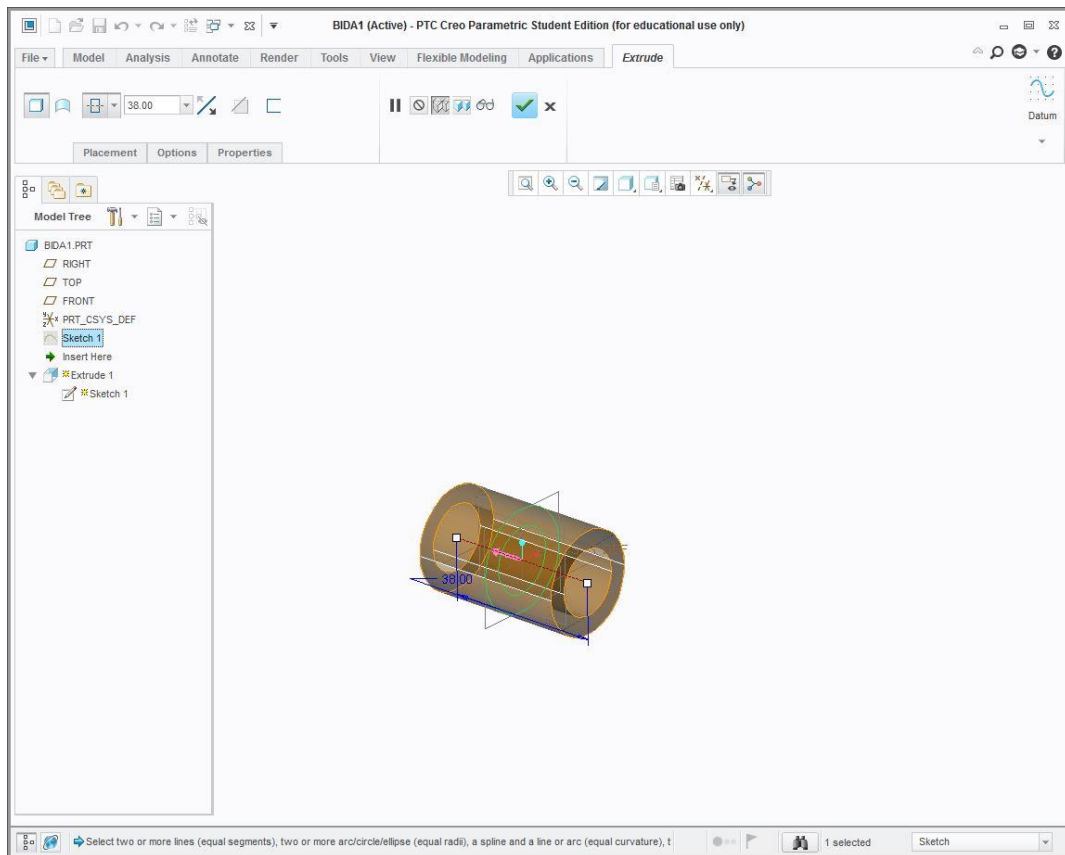 BIDA1 (Active) - PTC Creo Parametric Student Edition (for educational use only)
File Model Analysis Annotate Render Tools View Flexible Modeling Applications Extrude
38.00
Datum
Placement Options Properties
Model Tree
BIDA1.PRT
RIGHT
TOP
FRONT
PRT_CSYS_DEF
Sketch 1
Insert Here
Extrude 1
Sketch 1
38.00
Select two or more lines (equal segments), two or more arc/circle/ellipse (equal radii), a spline and a line or arc (equal curvature), t
1 selected
Sketch